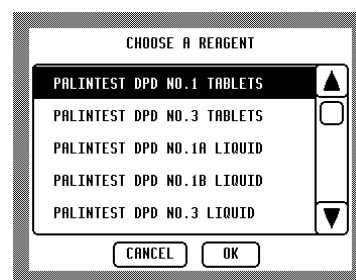 CHOOSE A REAGENT
PALINTEST DPD NO.1 TABLETS
PALINTEST DPD NO.3 TABLETS
PALINTEST DPD NO.1A LIQUID
PALINTEST DPD NO.1B LIQUID
PALINTEST DPD NO.3 LIQUID
CANCEL OK